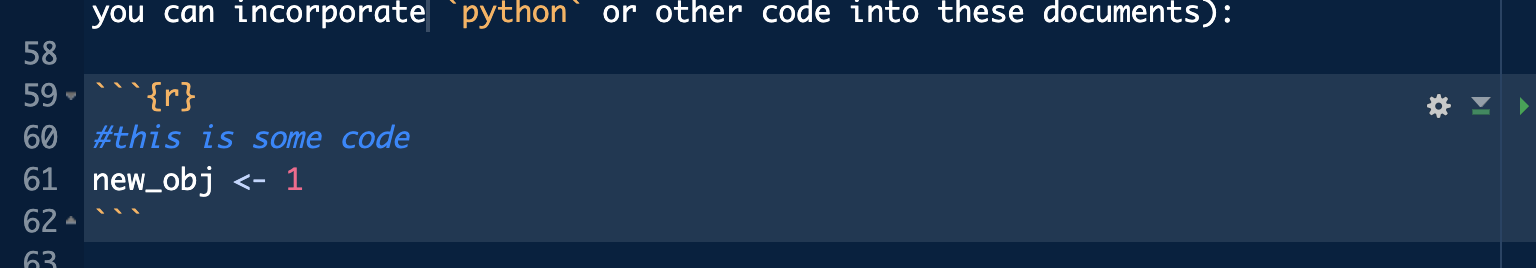 you can incorporate `python` or other code into these documents):
58
59 ```{r}
60 #this is some code
61 new_obj <- 1
62 ```
63